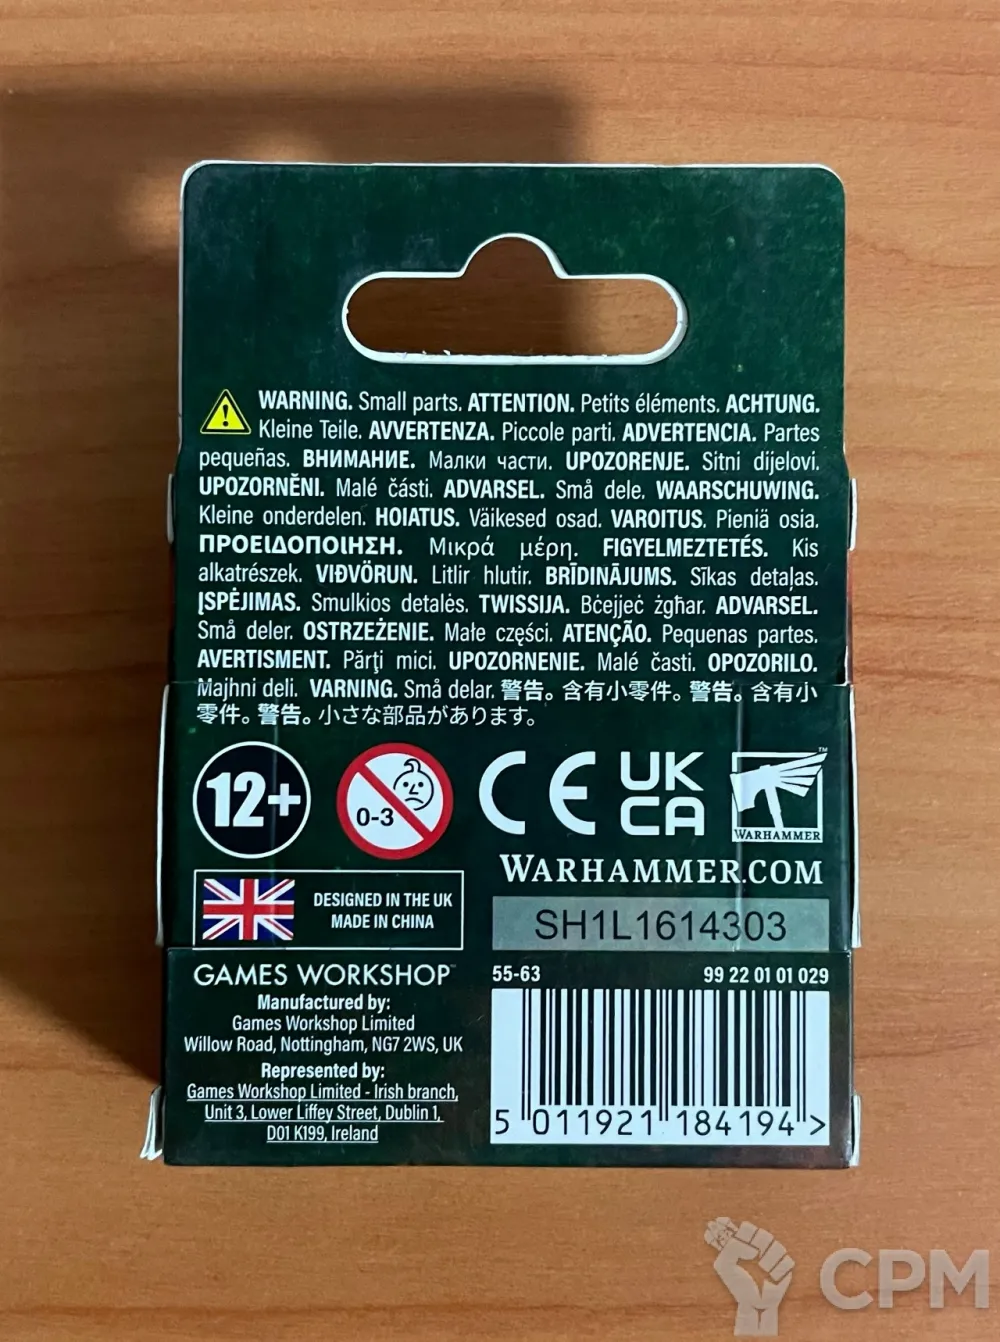 WARNING. Small parts. ATTENTION. Petits éléments. ACHTUNG.
Kleine Teile. AVVERTENZA. Piccole parti. ADVERTENCIA. Partes
pequeñas. ВНИМАНИЕ. Малки части. UPOZORENJE. Sitni dijelovi.
UPOZORNĚNI. Malé části. ADVARSEL. Små dele. WAARSCHUWING.
Kleine onderdelen. HOIATUS. Väikesed osad. VAROITUS. Pieniä osia.
ΠΡΟΕΙΔΟΠΟΙΗΣΗ. Μικρά μέρη. FIGYELMEZTETÉS. Kis
alkatrészek. VIÐVÖRUN. Litlir hlutir. BRĪDINĀJUMS. Sīkas detaļas.
ĮSPĖJIMAS. Smulkios detalės. TWISSIJA. Bċejjeċ żgħar. ADVARSEL.
Små deler. OSTRZEŻENIE. Małe części. ATENÇÃO. Pequenas partes.
AVERTISMENT. Părți mici. UPOZORNENIE. Malé časti. OPOZORILO.
Majhni deli. VARNING. Små delar. 警告。含有小零件。警告。含有小
零件。警告。小さな部品があります。
12+
0-3
CE
UK
CA
™
WARHAMMER
WARHAMMER.COM
DESIGNED IN THE UK
MADE IN CHINA
SH1L1614303
GAMES WORKSHOP™
Manufactured by:
Games Workshop Limited
Willow Road, Nottingham, NG7 2WS, UK
Represented by:
Games Workshop Limited - Irish branch,
Unit 3, Lower Liffey Street, Dublin 1,
D01 K199, Ireland
55-63 99 22 01 01 029
5 011921 184194 >
CPM